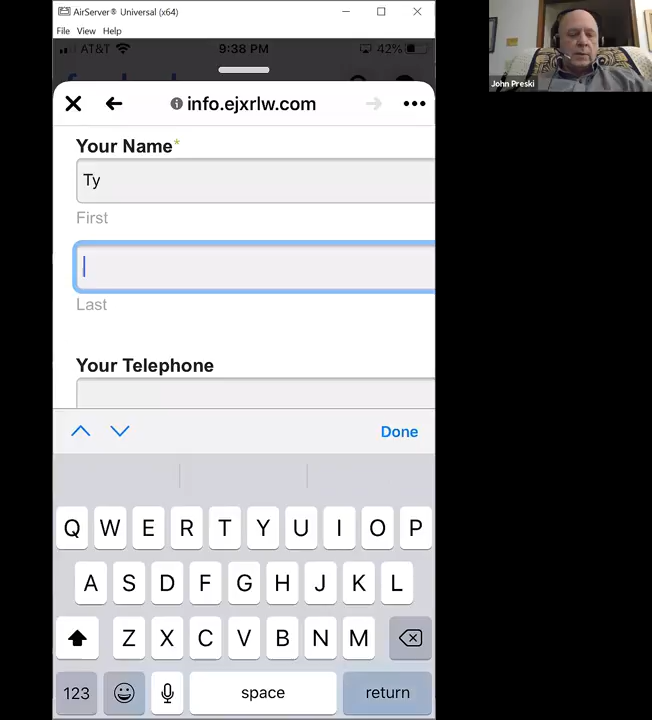 AirServer® Universal (x64)
File View Help
AT&T 9:38 PM 42%
info.ejxrlw.com
Your Name*
Ty
First
Last
Your Telephone
Done
Q W E R T Y U I O P
A S D F G H J K L
Z X C V B N M
123 space return
John Preski